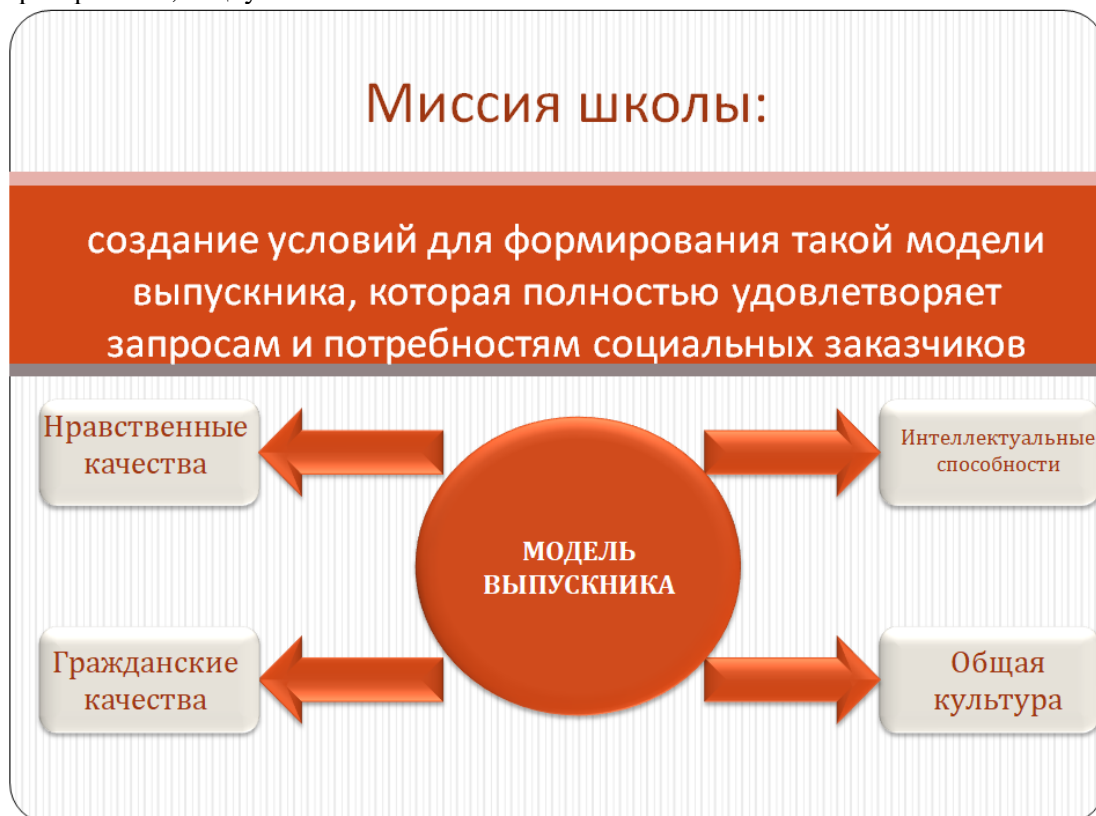 Миссия школы:
создание условий для формирования такой модели
выпускника, которая полностью удовлетворяет
запросам и потребностям социальных заказчиков
Нравственные
качества
Интеллектуальные
способности
МОДЕЛЬ
ВЫПУСКНИКА
Гражданские
качества
Общая
культура